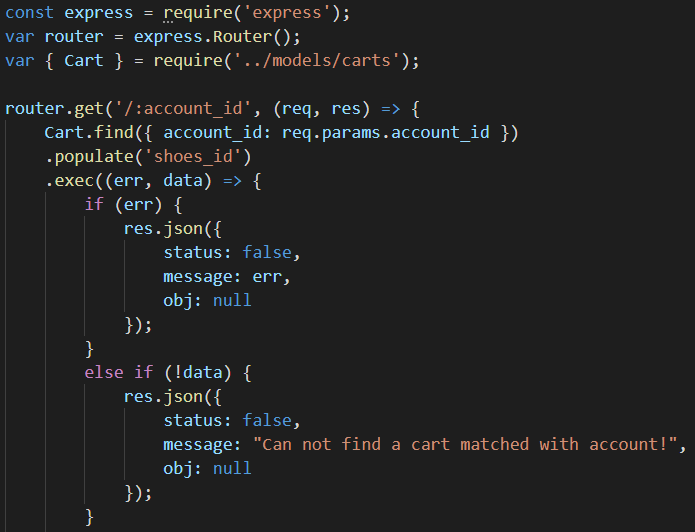 const express = require('express');
var router = express.Router();
var { Cart } = require('../models/carts');

router.get('/:account_id', (req, res) => {
    Cart.find({ account_id: req.params.account_id })
    .populate('shoes_id')
    .exec((err, data) => {
        if (err) {
            res.json({
                status: false,
                message: err,
                obj: null
            });
        }
        else if (!data) {
            res.json({
                status: false,
                message: "Can not find a cart matched with account!",
                obj: null
            });
        }